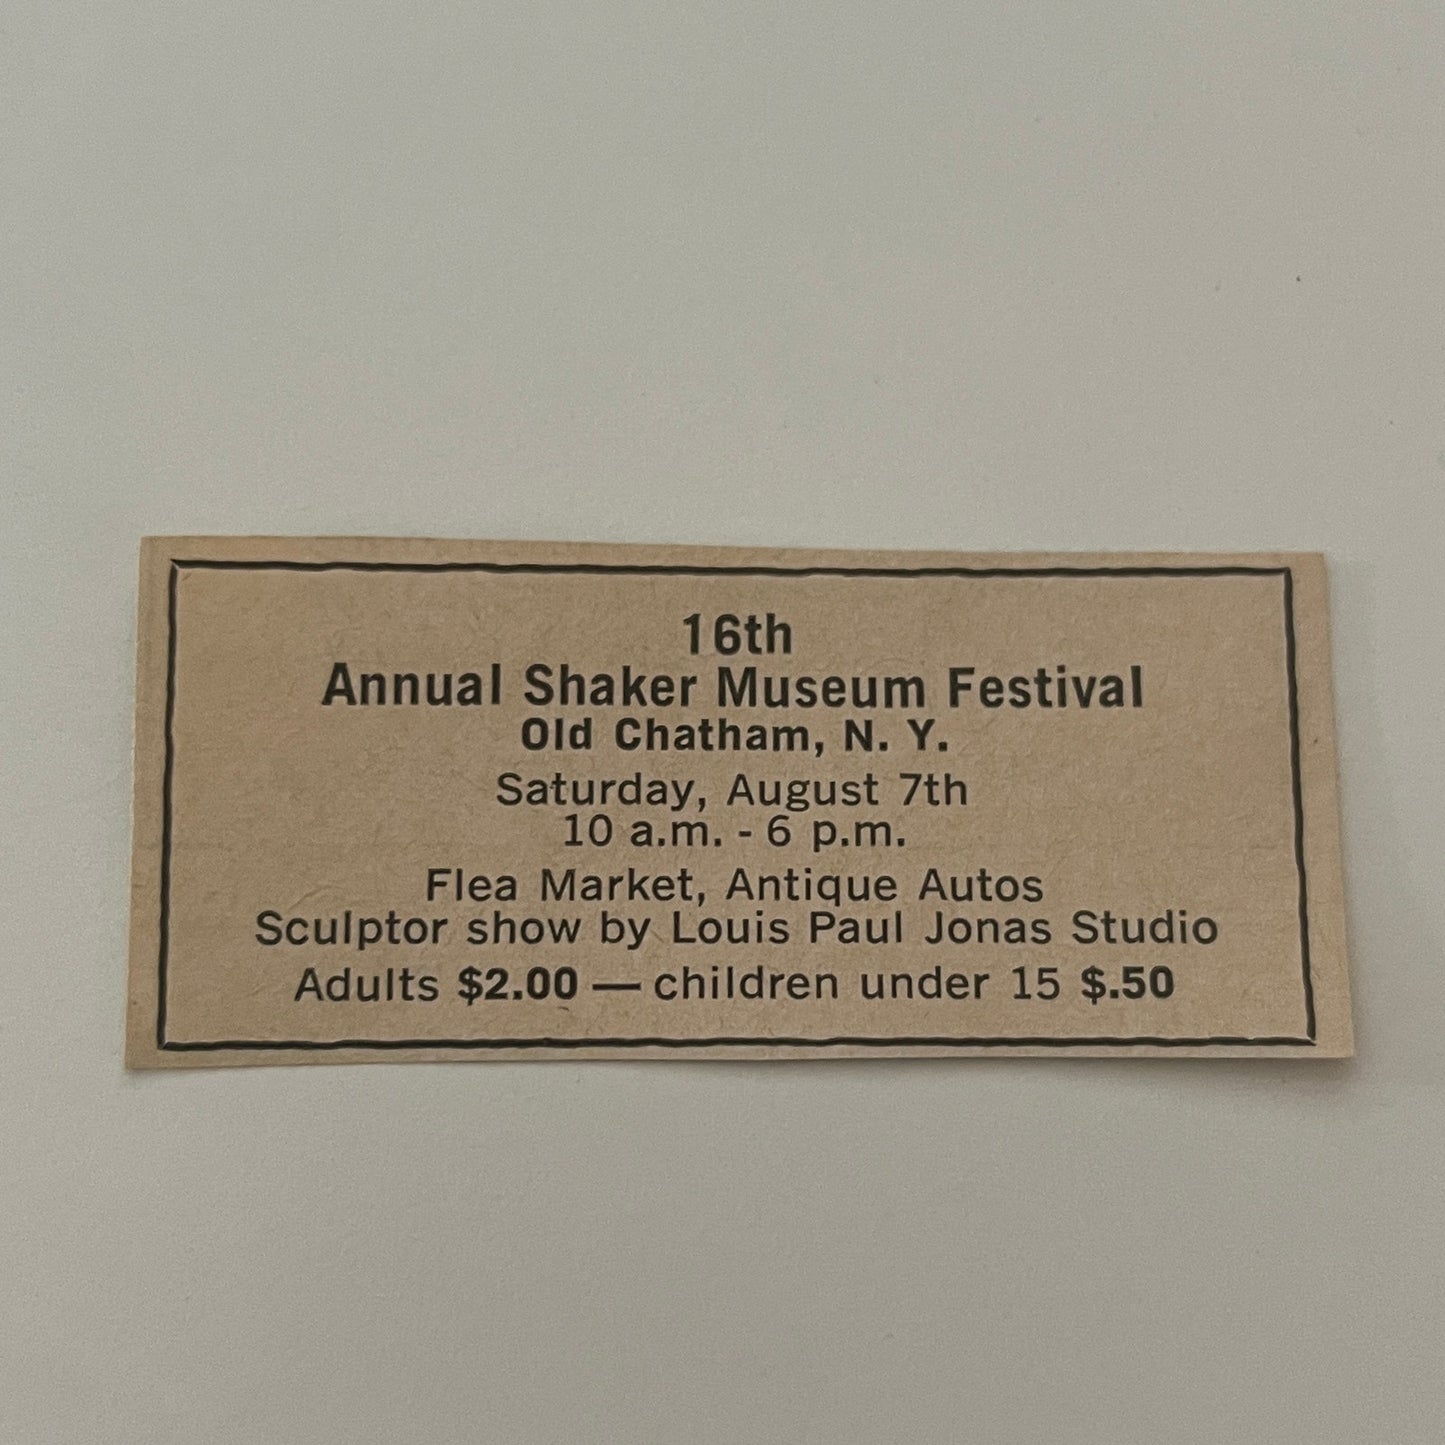 16th
Annual Shaker Museum Festival
Old Chatham, N. Y.
Saturday, August 7th
10 a.m. - 6 p.m.
Flea Market, Antique Autos
Sculptor show by Louis Paul Jonas Studio
Adults $2.00 — children under 15 $.50